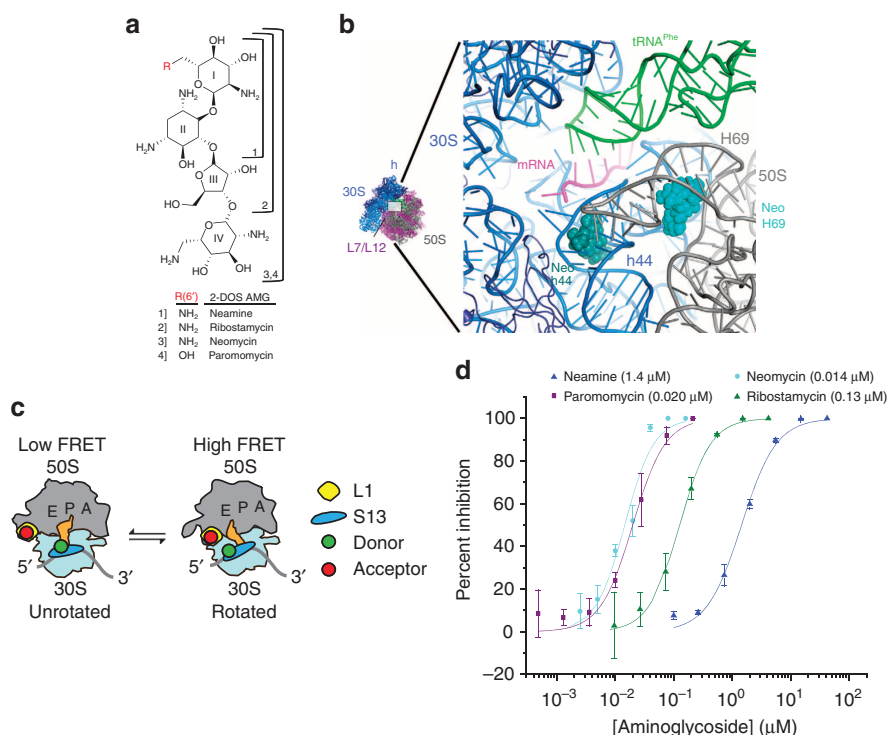 a
OH
R
OH
O
I
NH₂
NH₂
O
II
H₂N
OH
O
1
O
III
OH
HO
O
2
O
IV
NH₂
H₂N
HO
OH
3,4
R(6′) 2-DOS AMG
1] NH₂ Neamine
2] NH₂ Ribostamycin
3] NH₂ Neomycin
4] OH Paromomycin
b
h
30S
50S
L7/L12
tRNAPhe
30S
H69
mRNA
50S
Neo
H69
Neo
h44
h44
c
Low FRET
50S
E P A
5′
3′
30S
Unrotated
High FRET
50S
E P A
5′
3′
30S
Rotated
L1
S13
Donor
Acceptor
d
Neamine (1.4 μM)
Neomycin (0.014 μM)
Paromomycin (0.020 μM)
Ribostamycin (0.13 μM)
Percent inhibition
100
80
60
40
20
0
−20
10⁻³ 10⁻² 10⁻¹ 10⁰ 10¹ 10²
[Aminoglycoside] (μM)